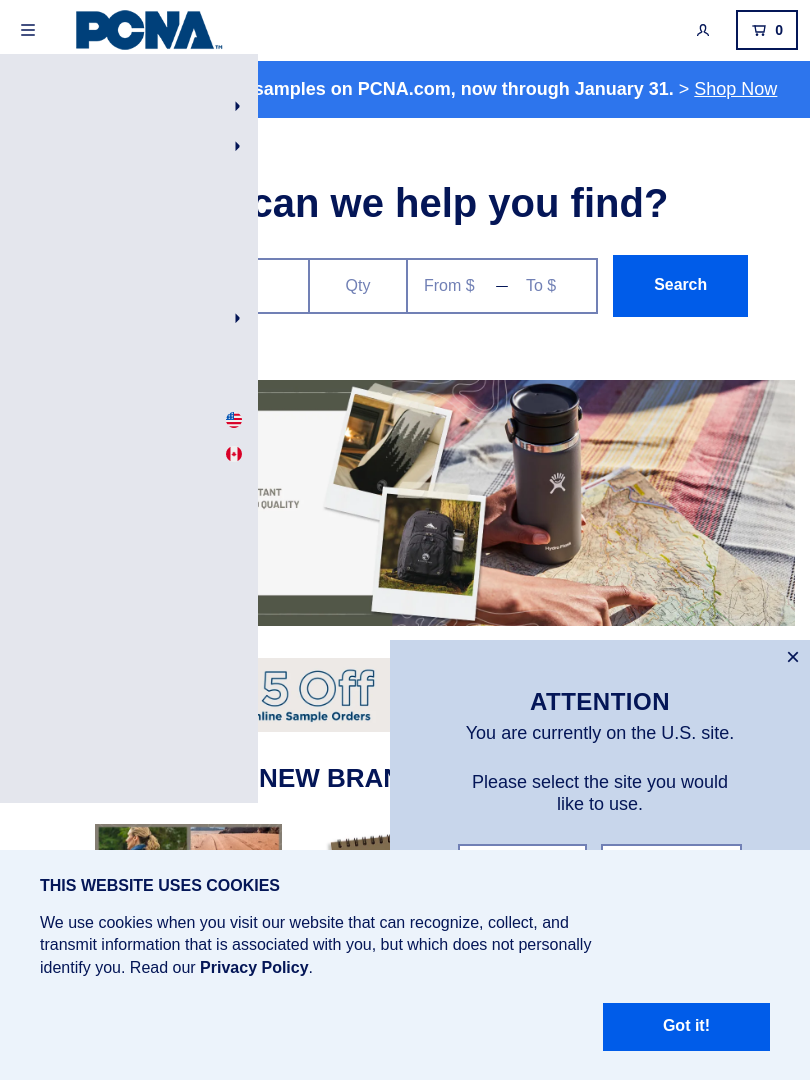 PCNA™
0
samples on PCNA.com, now through January 31. > Shop Now
can we help you find?
Qty
From $ — To $
Search
TANT
QUALITY
Hydro Flask
5 Off
nline Sample Orders
NEW BRAN
ATTENTION
You are currently on the U.S. site.
Please select the site you would
like to use.
THIS WEBSITE USES COOKIES
We use cookies when you visit our website that can recognize, collect, and
transmit information that is associated with you, but which does not personally
identify you. Read our Privacy Policy.
Got it!